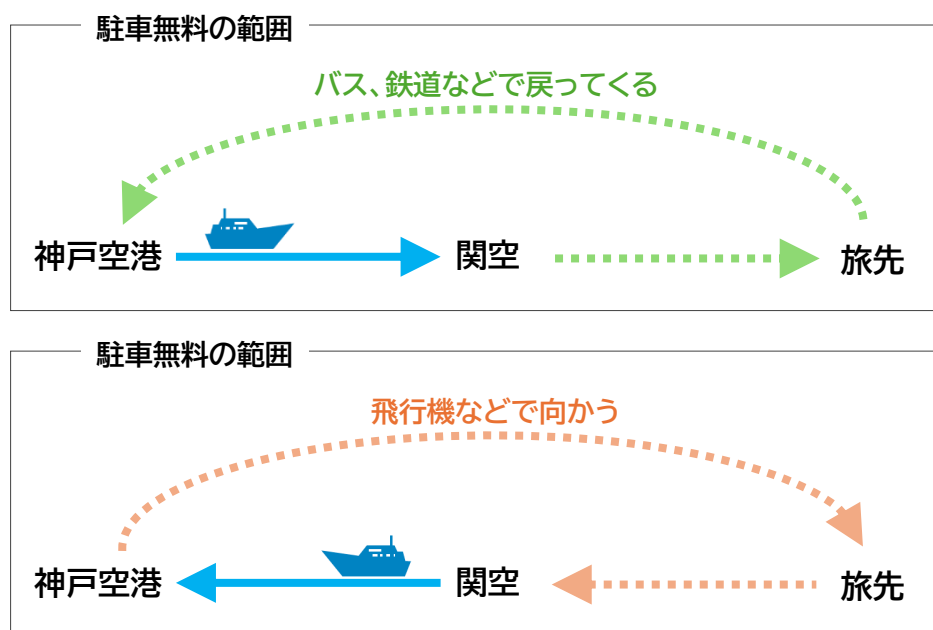 駐車無料の範囲
バス、鉄道などで戻ってくる
神戸空港
関空
旅先
駐車無料の範囲
飛行機などで向かう
神戸空港
関空
旅先